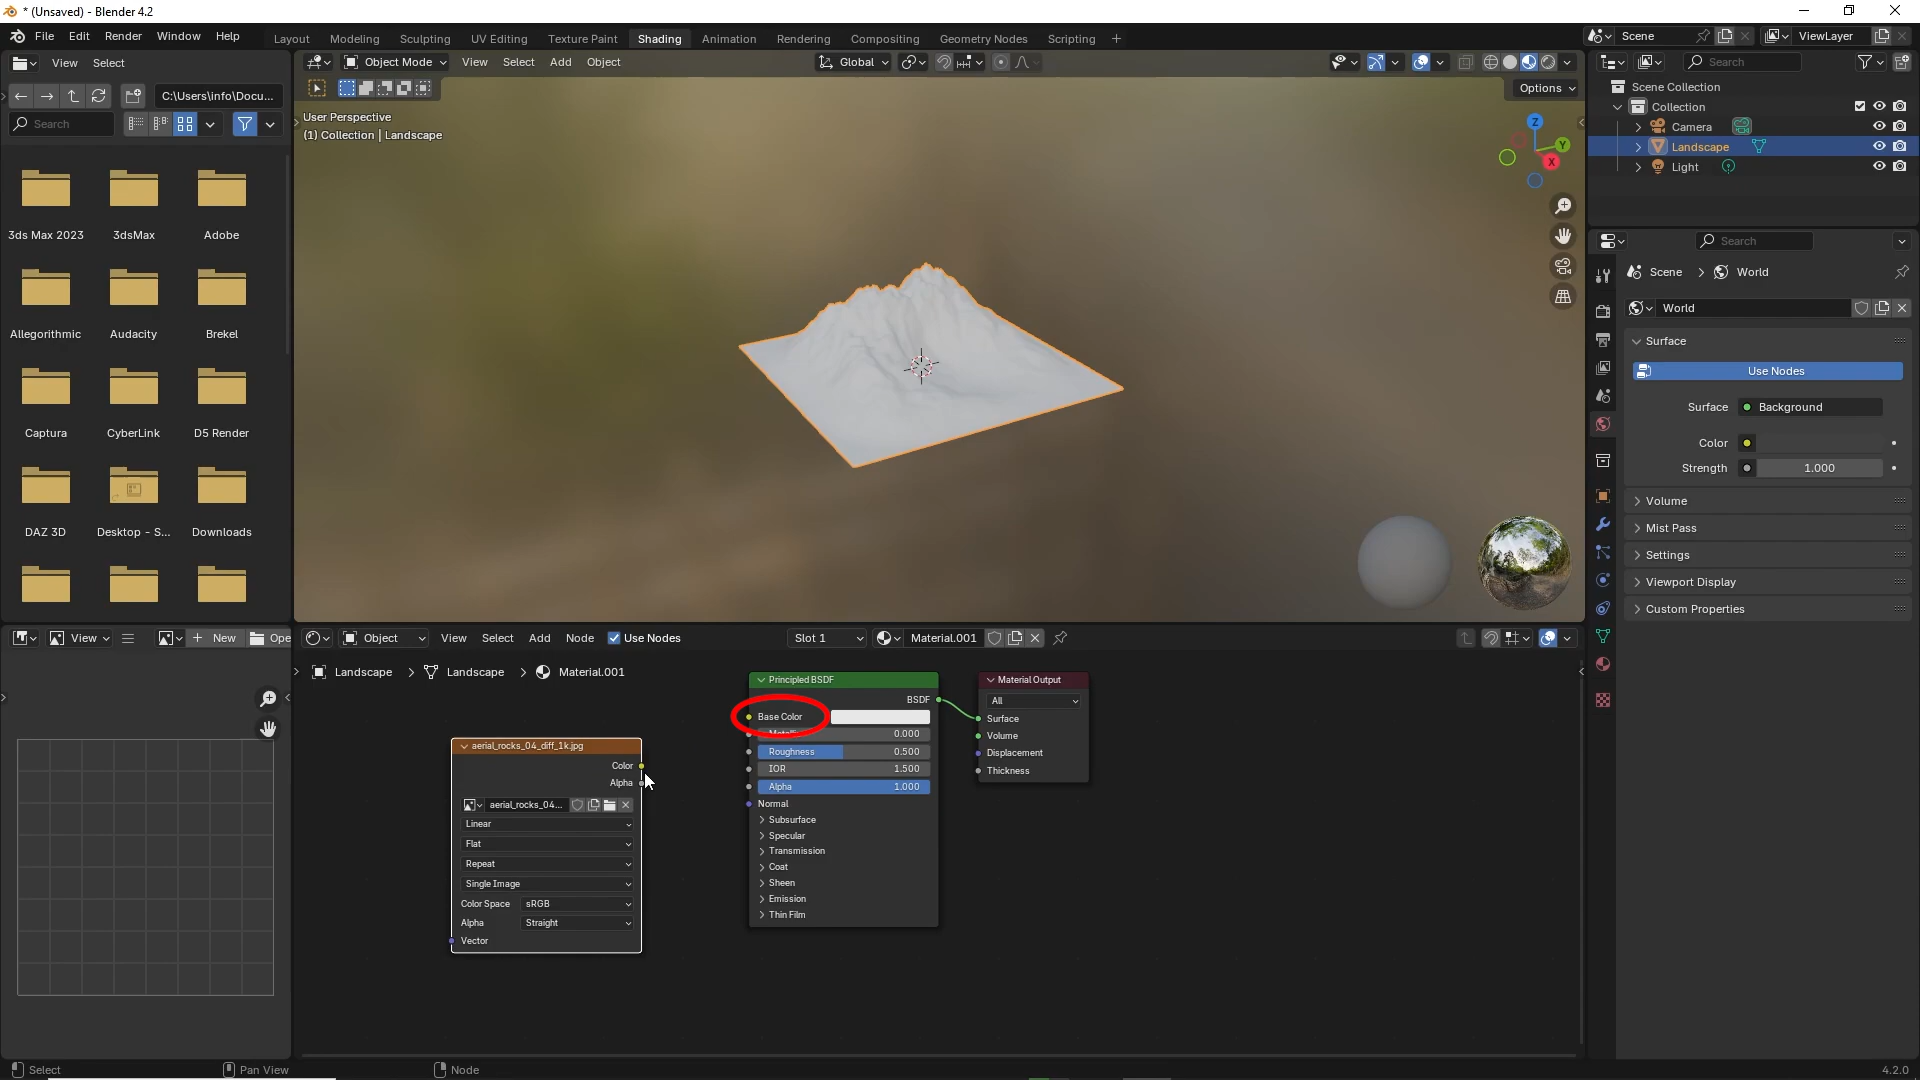 * (Unsaved) - Blender 4.2
File Edit Render Window Help
Layout Modeling Sculpting UV Editing Texture Paint Shading Animation Rendering Compositing Geometry Nodes Scripting
Scene
ViewLayer
View Select
Object Mode View Select Add Object
Global
Search
C:\Users\info\Docu...
Options
Search
User Perspective
(1) Collection | Landscape
Z
Y
X
Scene Collection
Collection
Camera
Landscape
Light
3ds Max 2023 3dsMax Adobe
Allegorithmic Audacity Brekel
Captura CyberLink D5 Render
DAZ 3D Desktop - S... Downloads
Search
Scene World
World
Surface
Use Nodes
Surface Background
Color
Strength 1.000
Volume
Mist Pass
Settings
Viewport Display
Custom Properties
View New Ope
Object View Select Add Node Use Nodes Slot 1 Material.001
Landscape Landscape Material.001
aerial_rocks_04_diff_1k.jpg
Color
Alpha
aerial_rocks_04...
Linear
Flat
Repeat
Single Image
Color Space sRGB
Alpha Straight
Vector
Principled BSDF
BSDF
Base Color
0.000
Roughness 0.500
IOR 1.500
Alpha 1.000
Normal
Subsurface
Specular
Transmission
Coat
Sheen
Emission
Thin Film
Material Output
All
Surface
Volume
Displacement
Thickness
Select Pan View Node 4.2.0